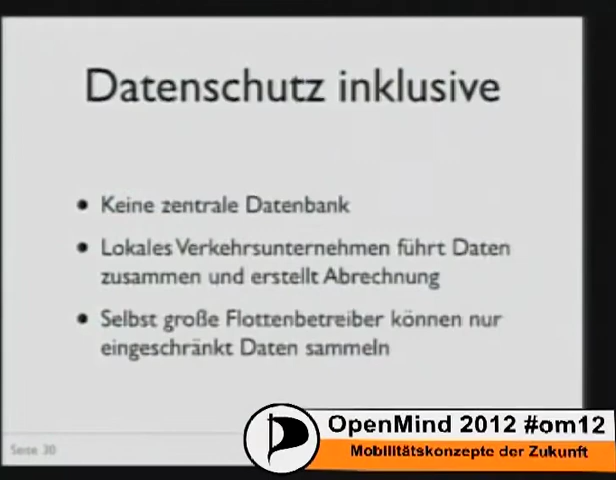 Datenschutz inklusive
• Keine zentrale Datenbank
• Lokales Verkehrsunternehmen führt Daten
zusammen und erstellt Abrechnung
• Selbst große Flottenbetreiber können nur
eingeschränkt Daten sammeln
Seite 30
OpenMind 2012 #om12
Mobilitätskonzepte der Zukunft